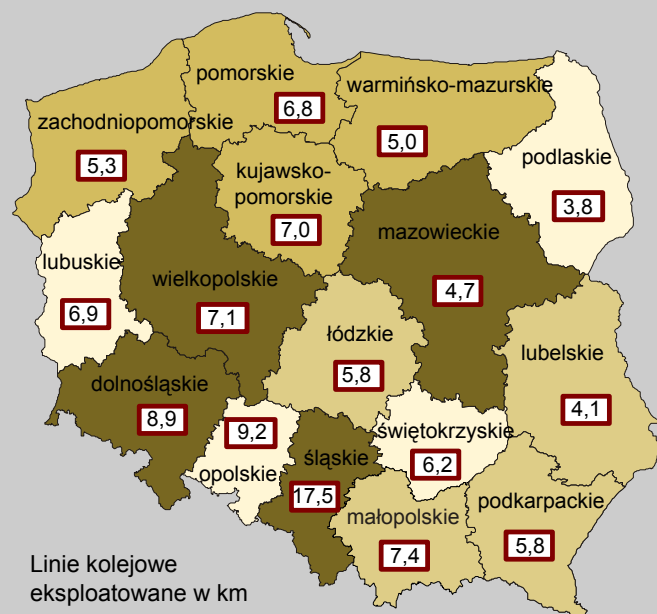 pomorskie
6,8
warmińsko-mazurskie
5,0
zachodniopomorskie
5,3
podlaskie
3,8
kujawsko-
pomorskie
7,0
mazowieckie
4,7
lubuskie
6,9
wielkopolskie
7,1
łódzkie
5,8
lubelskie
4,1
dolnośląskie
8,9
9,2
opolskie
śląskie
17,5
świętokrzyskie
6,2
małopolskie
7,4
podkarpackie
5,8
Linie kolejowe
eksploatowane w km